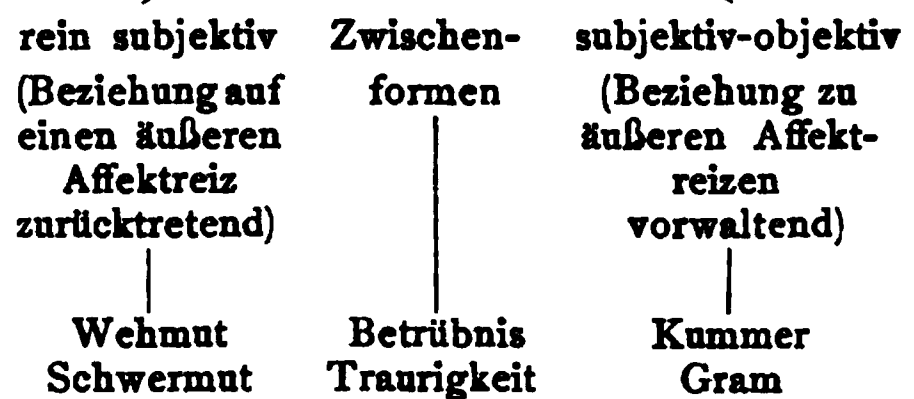 rein subjektiv Zwischen- subjektiv-objektiv
(Beziehung auf formen (Beziehung zu
einen äußeren äußeren Affekt-
Affektreiz reizen
zurücktretend) vorwaltend)
Wehmut Betrübnis Kummer
Schwermut Traurigkeit Gram